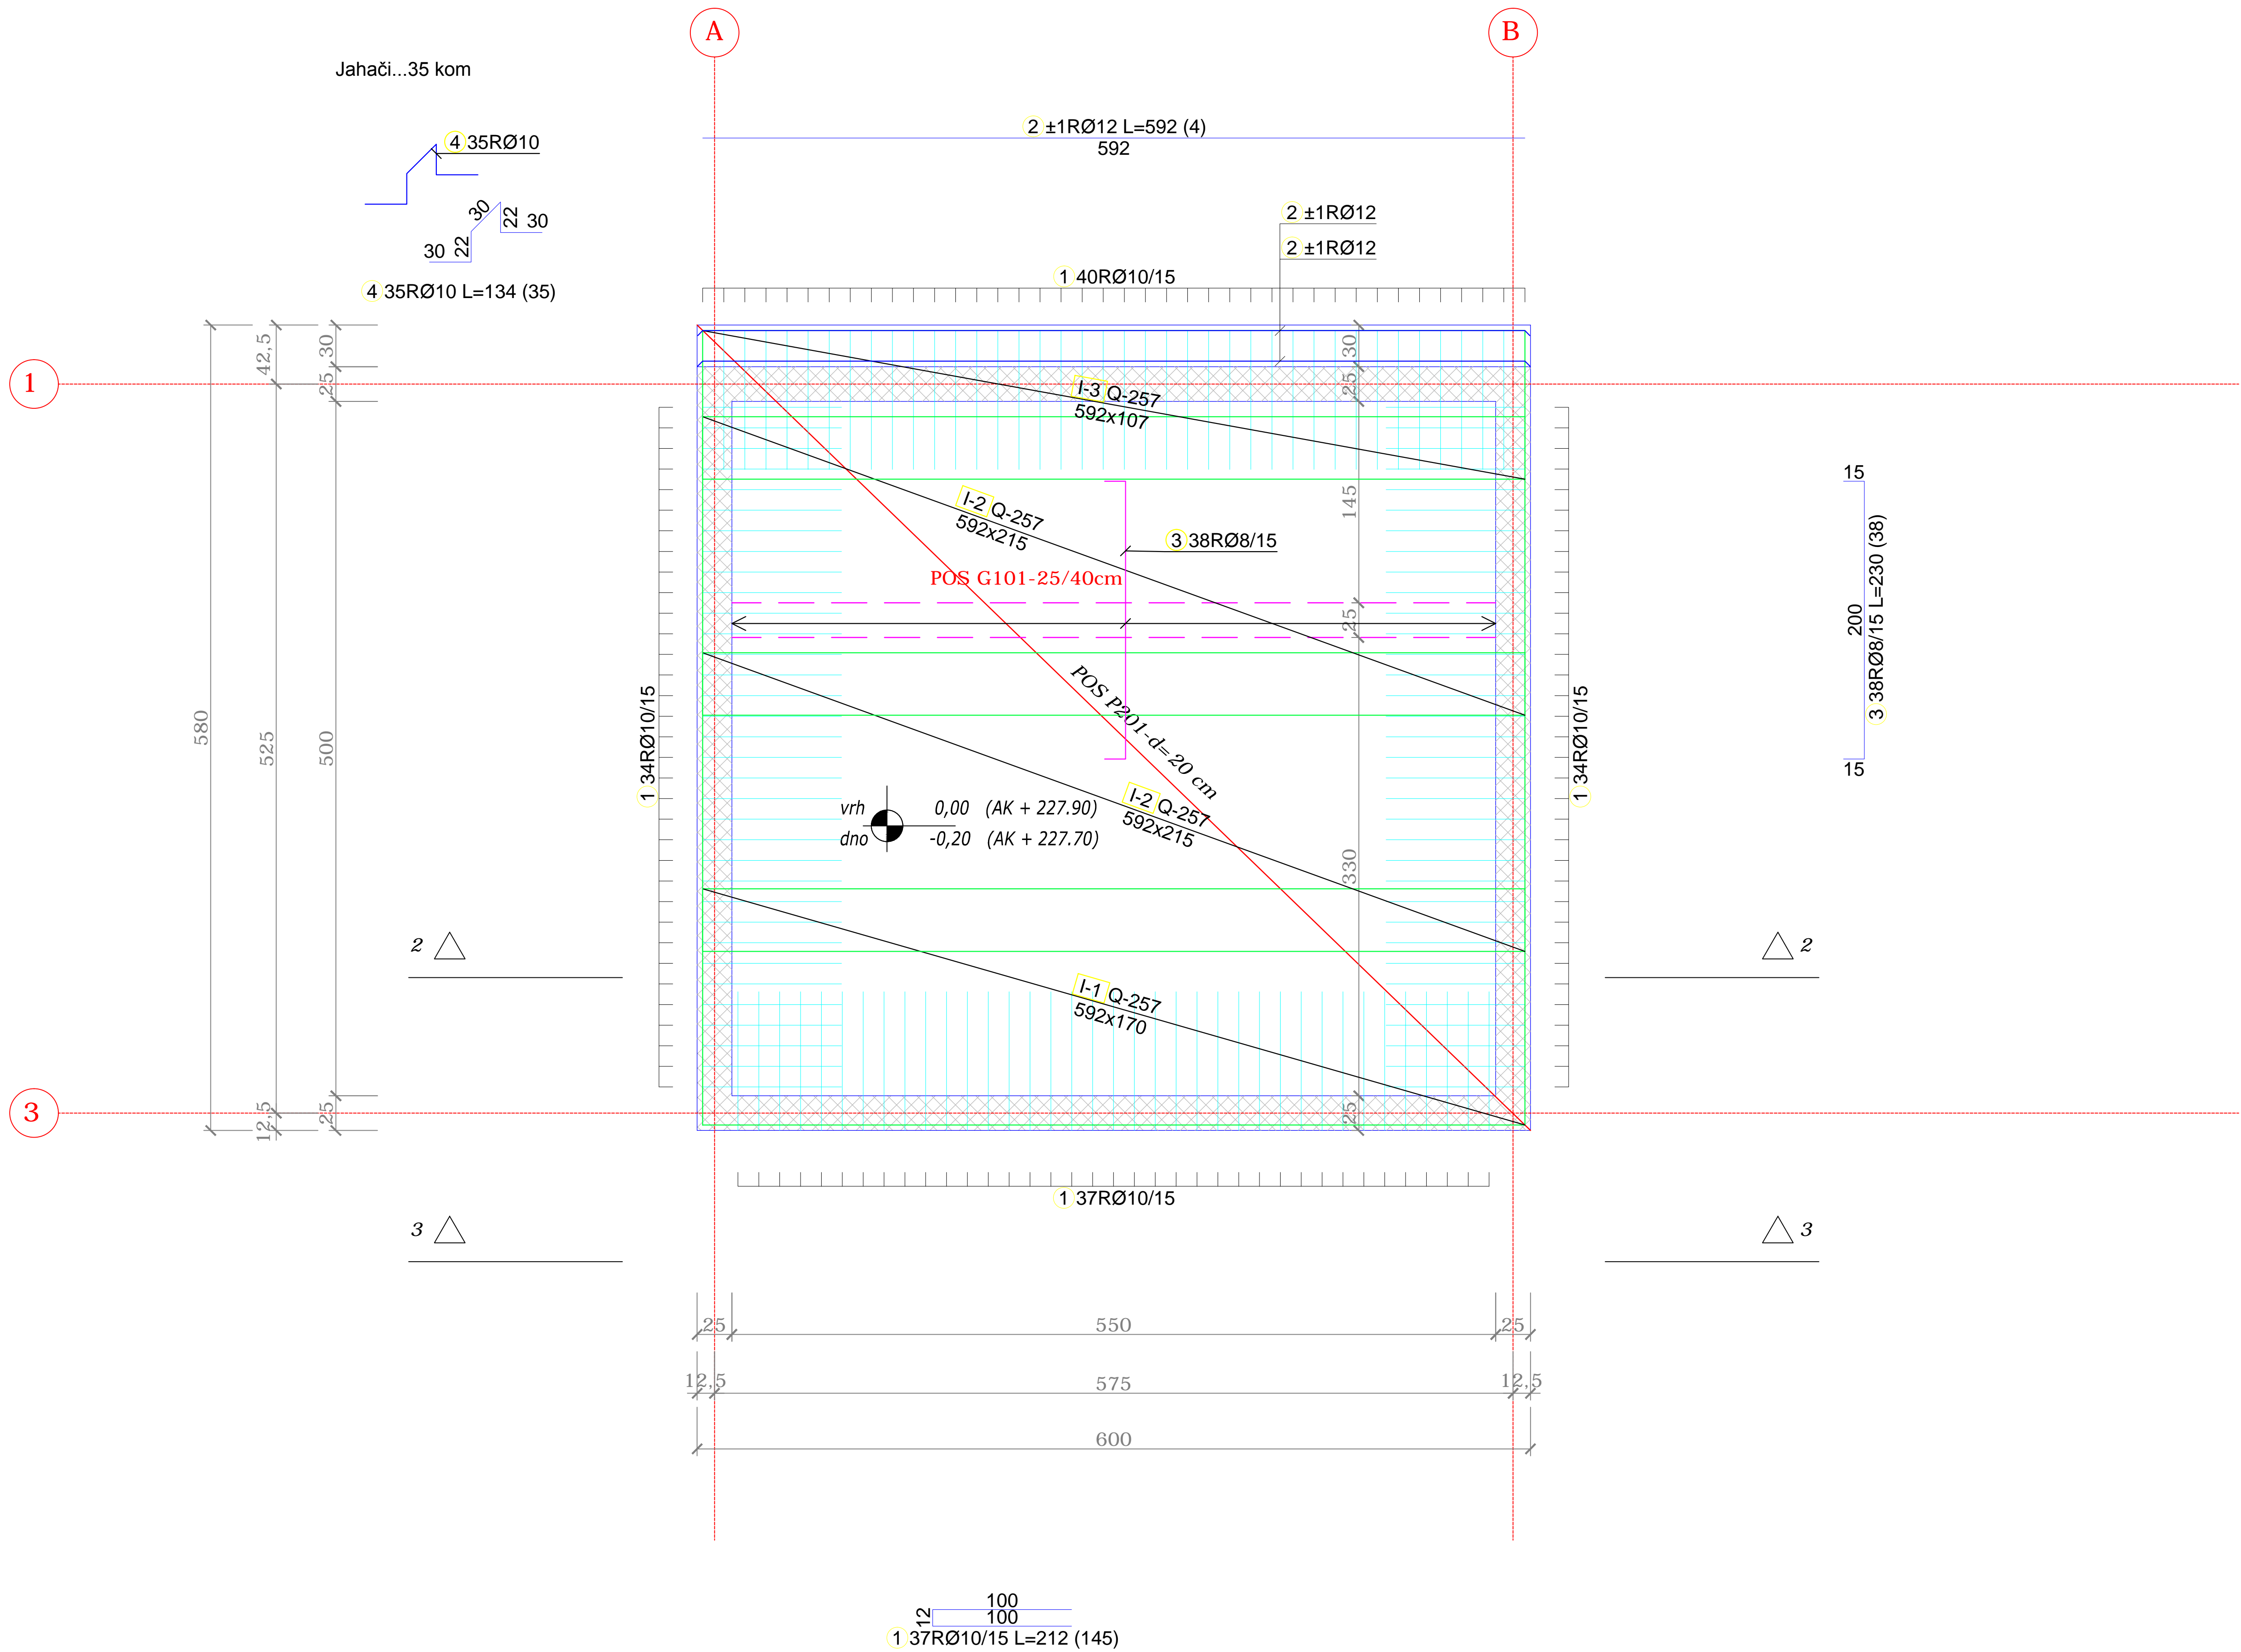 A
B
Jahači...35 kom
2 ±1RØ12 L=592 (4)
592
4 35RØ10
30
22
30
30
22
4 35RØ10 L=134 (35)
2 ±1RØ12
2 ±1RØ12
1 40RØ10/15
1
3
42,5
30
25
580
525
500
12,5
25
30
25
145
25
330
25
I-3 Q-257
592x107
I-2 Q-257
592x215
3 38RØ8/15
POS G101-25/40cm
POS P201-d=20 cm
I-2 Q-257
592x215
vrh 0,00 (AK + 227.90)
dno -0,20 (AK + 227.70)
I-1 Q-257
592x170
1 34RØ10/15
1 34RØ10/15
15
200
3 38RØ8/15 L=230 (38)
15
2
2
1 37RØ10/15
3
3
25
550
25
12,5
575
12,5
600
100
12
100
1 37RØ10/15 L=212 (145)